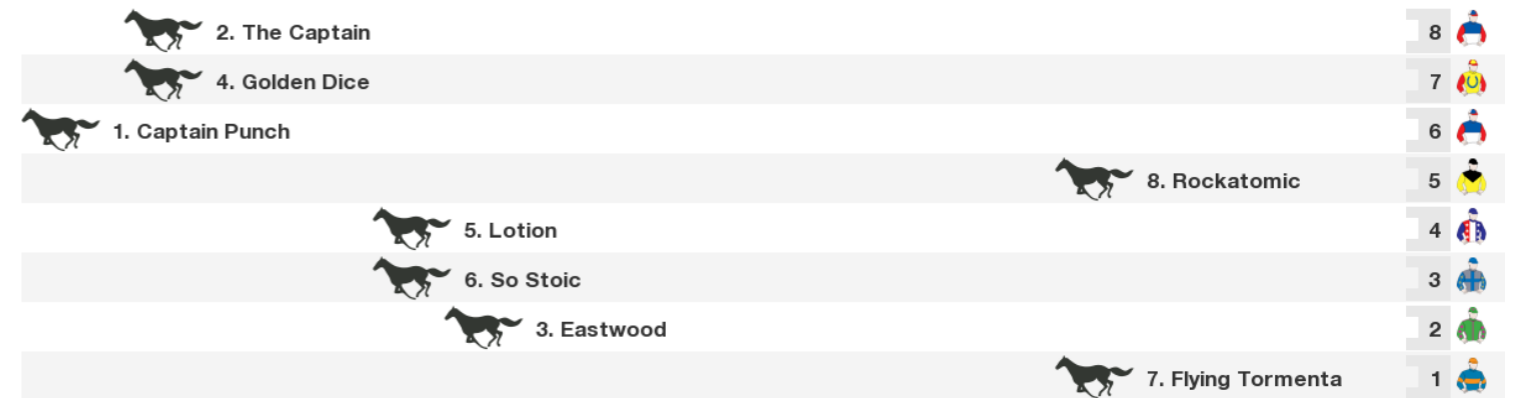 2. The Captain 8
4. Golden Dice 7
1. Captain Punch 6
8. Rockatomic 5
5. Lotion 4
6. So Stoic 3
3. Eastwood 2
7. Flying Tormenta 1